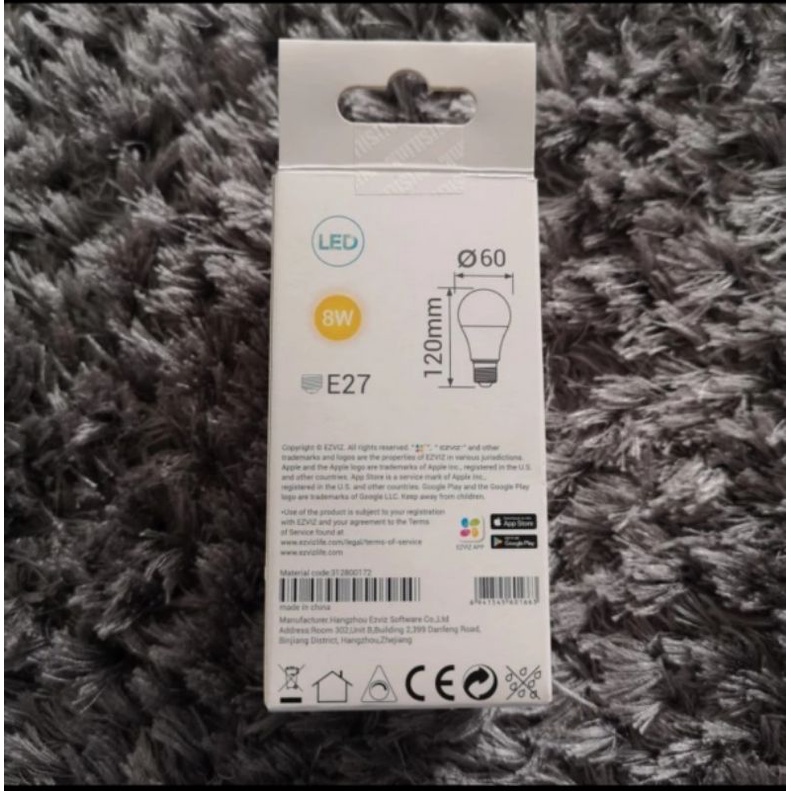 LED
Ø60
8W
120mm
E27
Copyright © EZVIZ. All rights reserved. " ", " EZVIZ " and other
trademarks and logos are the properties of EZVIZ in various jurisdictions.
Apple and the Apple logo are trademarks of Apple Inc., registered in the U.S.
and other countries. App Store is a service mark of Apple Inc.,
registered in the U.S. and other countries. Google Play and the Google Play
logo are trademarks of Google LLC. Keep away from children.
•Use of the product is subject to your registration
with EZVIZ and your agreement to the Terms
of Service found at
www.ezvizlife.com/legal/terms-of-service
www.ezvizlife.com
EZVIZ APP
App Store
Google Play
Material code:312800172
made in china
Manufacturer:Hangzhou Ezviz Software Co.,Ltd
Address:Room 302,Unit B,Building 2,399 Danfeng Road,
Binjiang District, Hangzhou,Zhejiang
CE